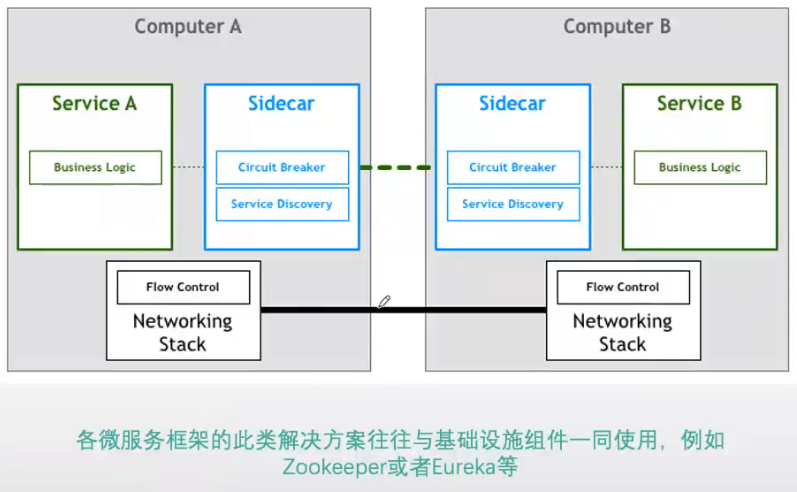 Computer A
Computer B
Service A
Sidecar
Sidecar
Service B
Business Logic
Circuit Breaker
Circuit Breaker
Business Logic
Service Discovery
Service Discovery
Flow Control
Flow Control
Networking
Stack
Networking
Stack
各微服务框架的此类解决方案往往与基础设施组件一同使用，例如
Zookeeper或者Eureka等